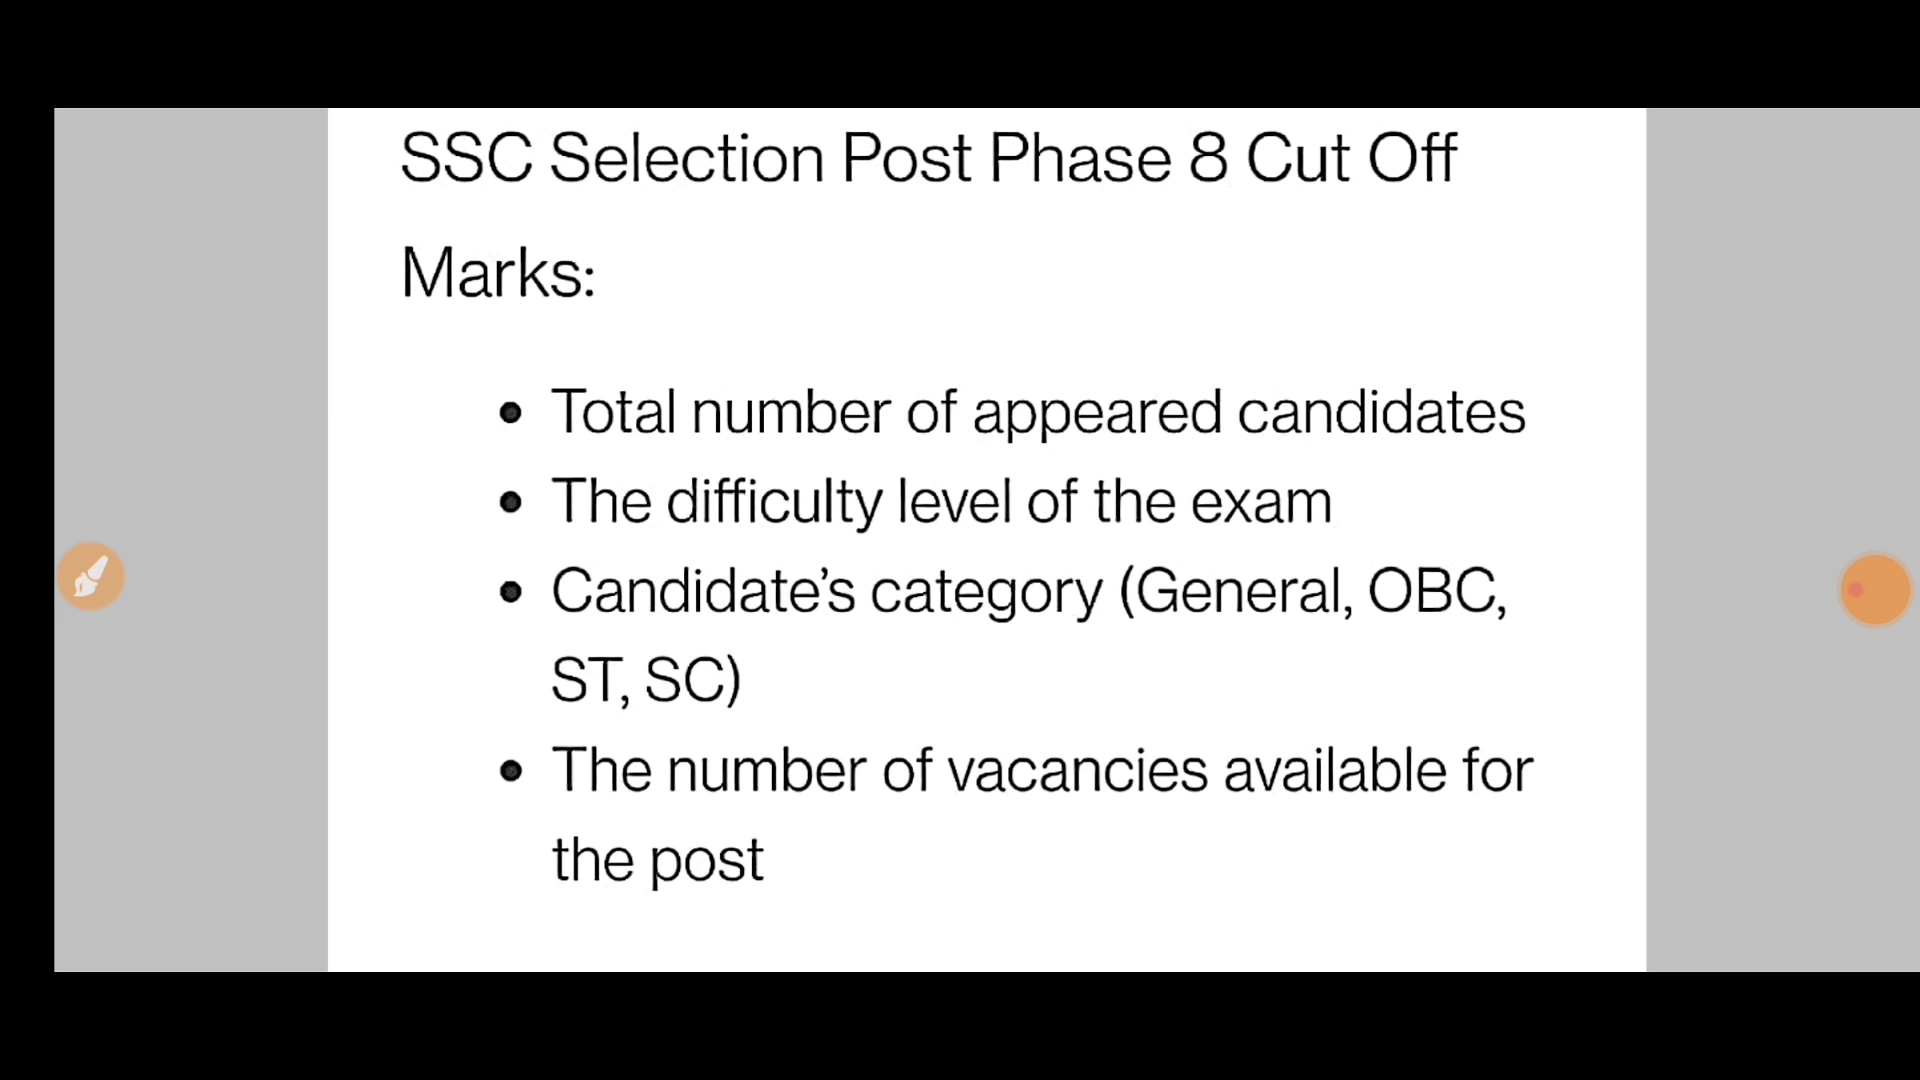 SSC Selection Post Phase 8 Cut Off
Marks:
• Total number of appeared candidates
• The difficulty level of the exam
• Candidate’s category (General, OBC,
ST, SC)
• The number of vacancies available for
the post